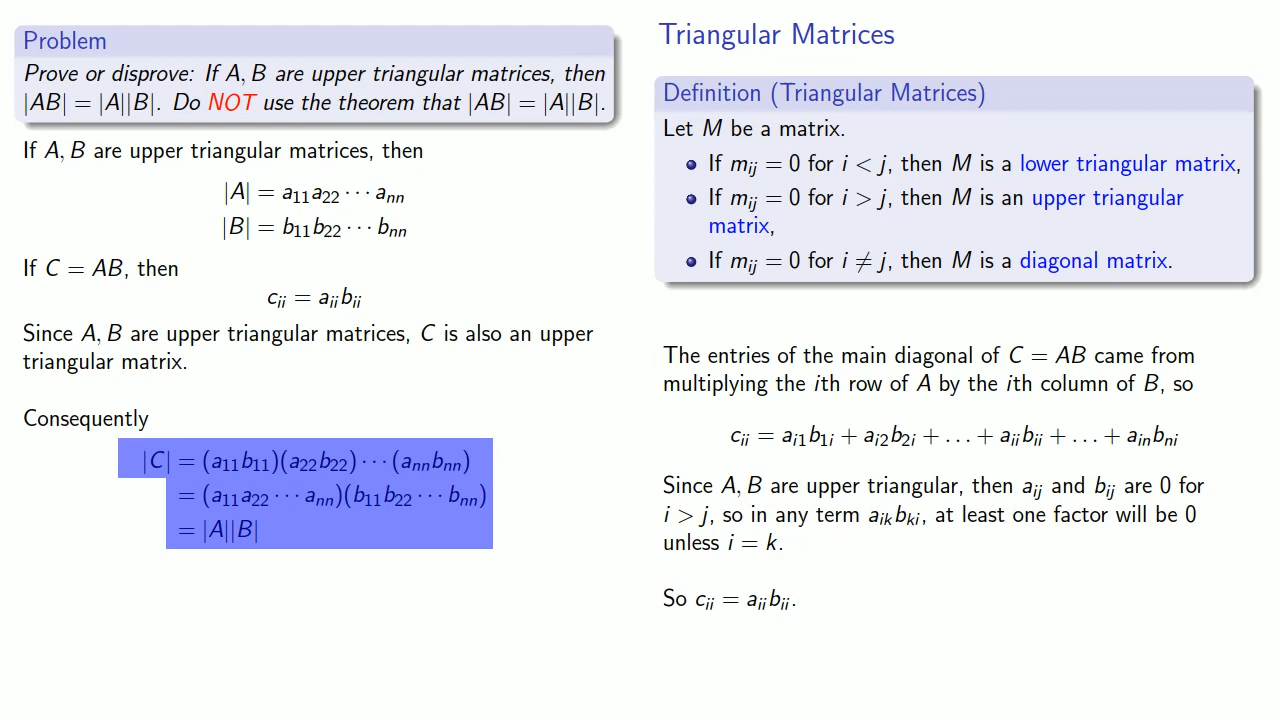 Problem
Prove or disprove: If A, B are upper triangular matrices, then
|AB| = |A||B|. Do NOT use the theorem that |AB| = |A||B|.
If A, B are upper triangular matrices, then
|A| = a₁₁a₂₂ ⋯ aₙₙ
|B| = b₁₁b₂₂ ⋯ bₙₙ
If C = AB, then
cᵢᵢ = aᵢᵢbᵢᵢ
Since A, B are upper triangular matrices, C is also an upper
triangular matrix.
Consequently
|C| = (a₁₁b₁₁)(a₂₂b₂₂) ⋯ (aₙₙbₙₙ)
= (a₁₁a₂₂ ⋯ aₙₙ)(b₁₁b₂₂ ⋯ bₙₙ)
= |A||B|
Triangular Matrices
Definition (Triangular Matrices)
Let M be a matrix.
• If mᵢⱼ = 0 for i < j, then M is a lower triangular matrix,
• If mᵢⱼ = 0 for i > j, then M is an upper triangular
matrix,
• If mᵢⱼ = 0 for i ≠ j, then M is a diagonal matrix.
The entries of the main diagonal of C = AB came from
multiplying the ith row of A by the ith column of B, so
cᵢᵢ = aᵢ₁b₁ᵢ + aᵢ₂b₂ᵢ + … + aᵢᵢbᵢᵢ + … + aᵢₙbₙᵢ
Since A, B are upper triangular, then aᵢⱼ and bᵢⱼ are 0 for
i > j, so in any term aᵢₖbₖᵢ, at least one factor will be 0
unless i = k.
So cᵢᵢ = aᵢᵢbᵢᵢ.